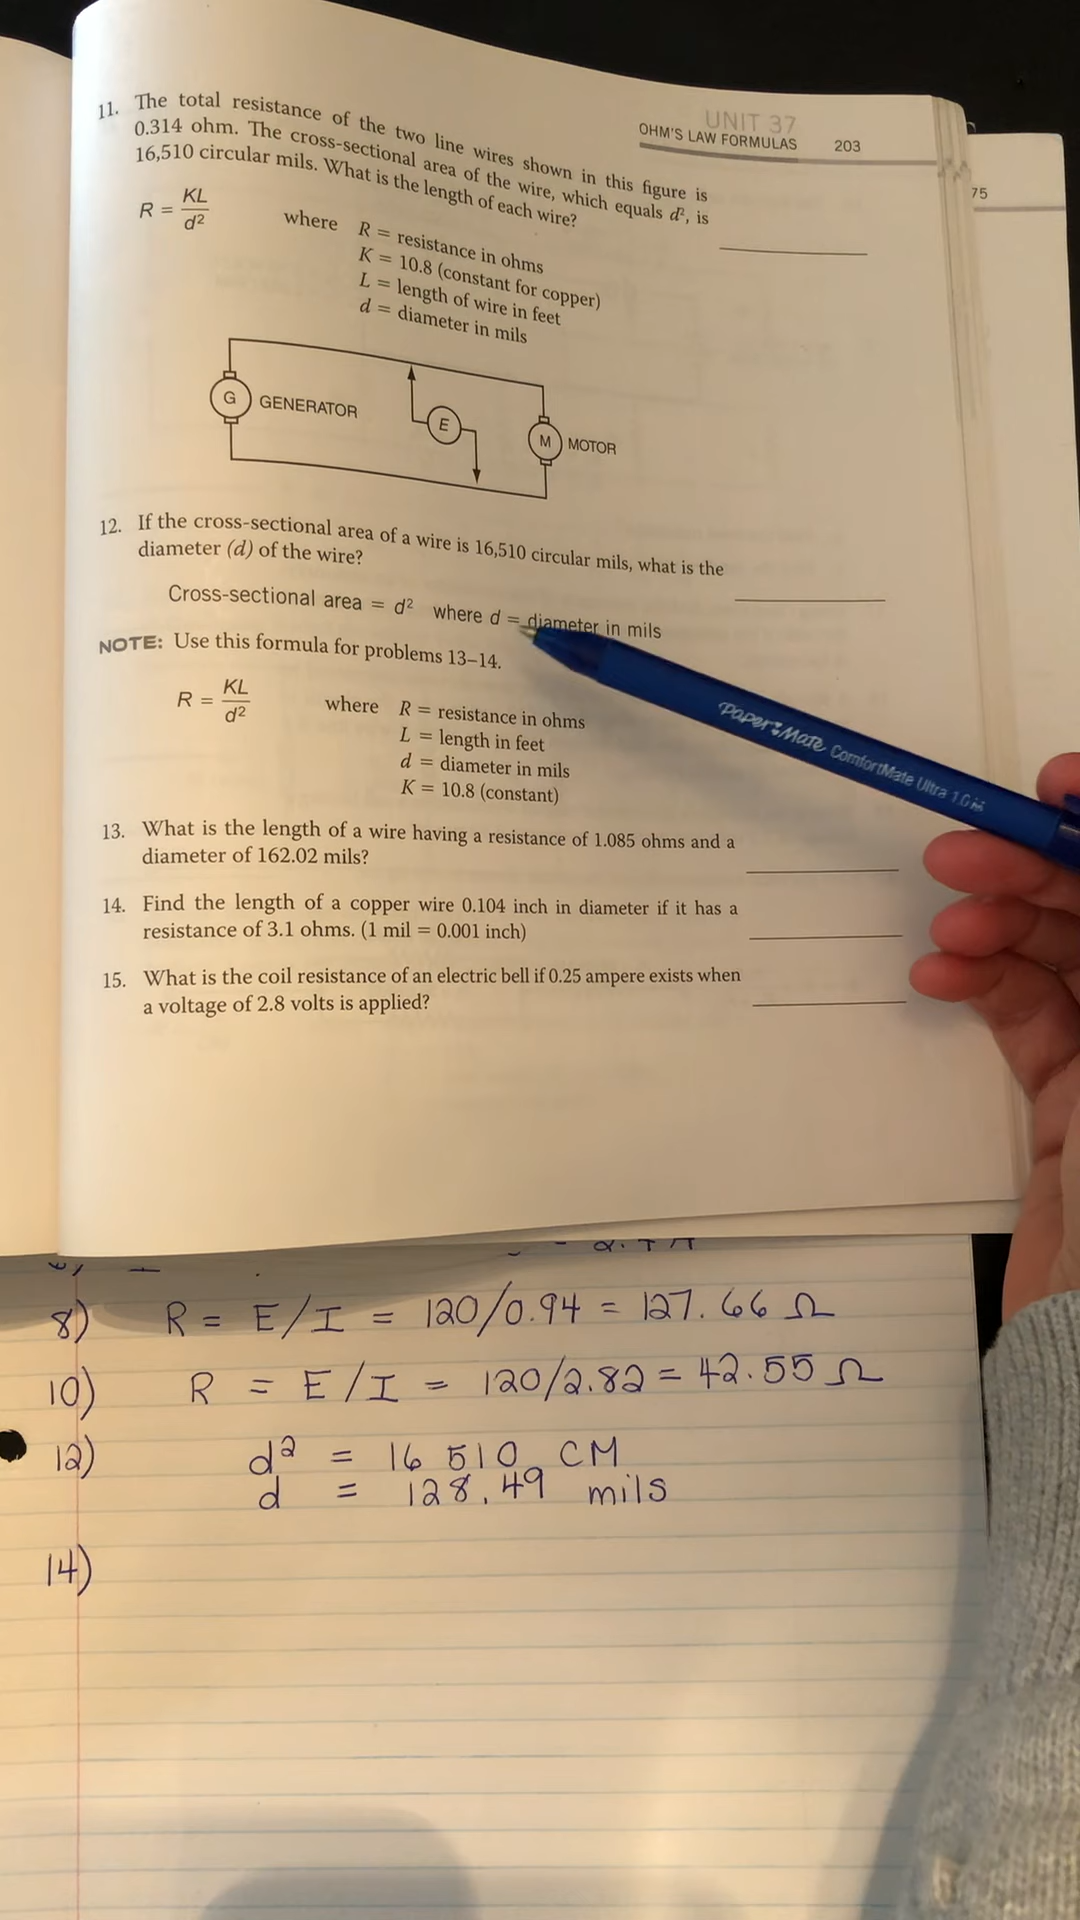 UNIT 37
OHM'S LAW FORMULAS 203
75
11. The total resistance of the two line wires shown in this figure is
0.314 ohm. The cross-sectional area of the wire, which equals d², is
16,510 circular mils. What is the length of each wire?
R = KL/d² where R = resistance in ohms
K = 10.8 (constant for copper)
L = length of wire in feet
d = diameter in mils
G GENERATOR
E
M MOTOR
12. If the cross-sectional area of a wire is 16,510 circular mils, what is the
diameter (d) of the wire?
Cross-sectional area = d² where d = diameter in mils
NOTE: Use this formula for problems 13–14.
R = KL/d² where R = resistance in ohms
L = length in feet
d = diameter in mils
K = 10.8 (constant)
Paper Mate ComfortMate Ultra 1.0 m
13. What is the length of a wire having a resistance of 1.085 ohms and a
diameter of 162.02 mils?
14. Find the length of a copper wire 0.104 inch in diameter if it has a
resistance of 3.1 ohms. (1 mil = 0.001 inch)
15. What is the coil resistance of an electric bell if 0.25 ampere exists when
a voltage of 2.8 volts is applied?
8) R = E/I = 120/0.94 = 127.66 Ω
10) R = E/I = 120/2.82 = 42.55 Ω
12) d² = 16 510 CM
d = 128.49 mils
14)